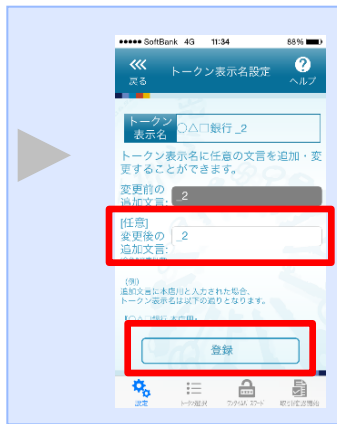 ●●●●● SoftBank 4G 11:34 88%
戻る トークン表示名設定 ? ヘルプ
トークン
表示名 ○△□銀行 _2
トークン表示名に任意の文言を追加・変
更することができます。
変更前の
追加文言: _2
[任意]
変更後の
追加文言: _2
(例)
追加文言に本店用と入力された場合、
トークン表示名は以下の通りとなります。
登録
設定